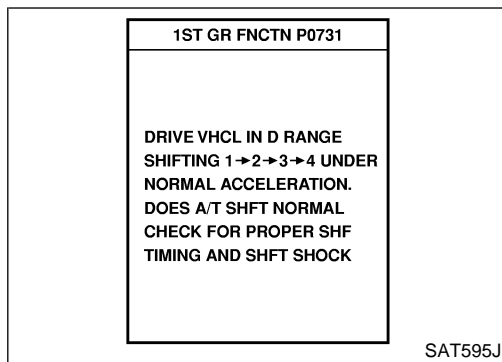 1ST GR FNCTN P0731
DRIVE VHCL IN D RANGE
SHIFTING 1➔2➔3➔4 UNDER
NORMAL ACCELERATION.
DOES A/T SHFT NORMAL
CHECK FOR PROPER SHF
TIMING AND SHFT SHOCK
SAT595J